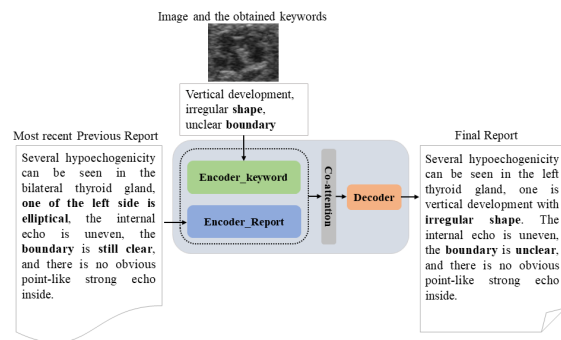 Image and the obtained keywords
Vertical development,
irregular shape,
unclear boundary
Most recent Previous Report
Several hypoechogenicity
can be seen in the
bilateral thyroid gland,
one of the left side is
elliptical, the internal
echo is uneven, the
boundary is still clear,
and there is no obvious
point-like strong echo
inside.
Encoder_keyword
Encoder_Report
Co-attention
Decoder
Final Report
Several hypoechogenicity
can be seen in the left
thyroid gland, one is
vertical development with
irregular shape. The
internal echo is uneven,
the boundary is unclear,
and there is no obvious
point-like strong echo
inside.